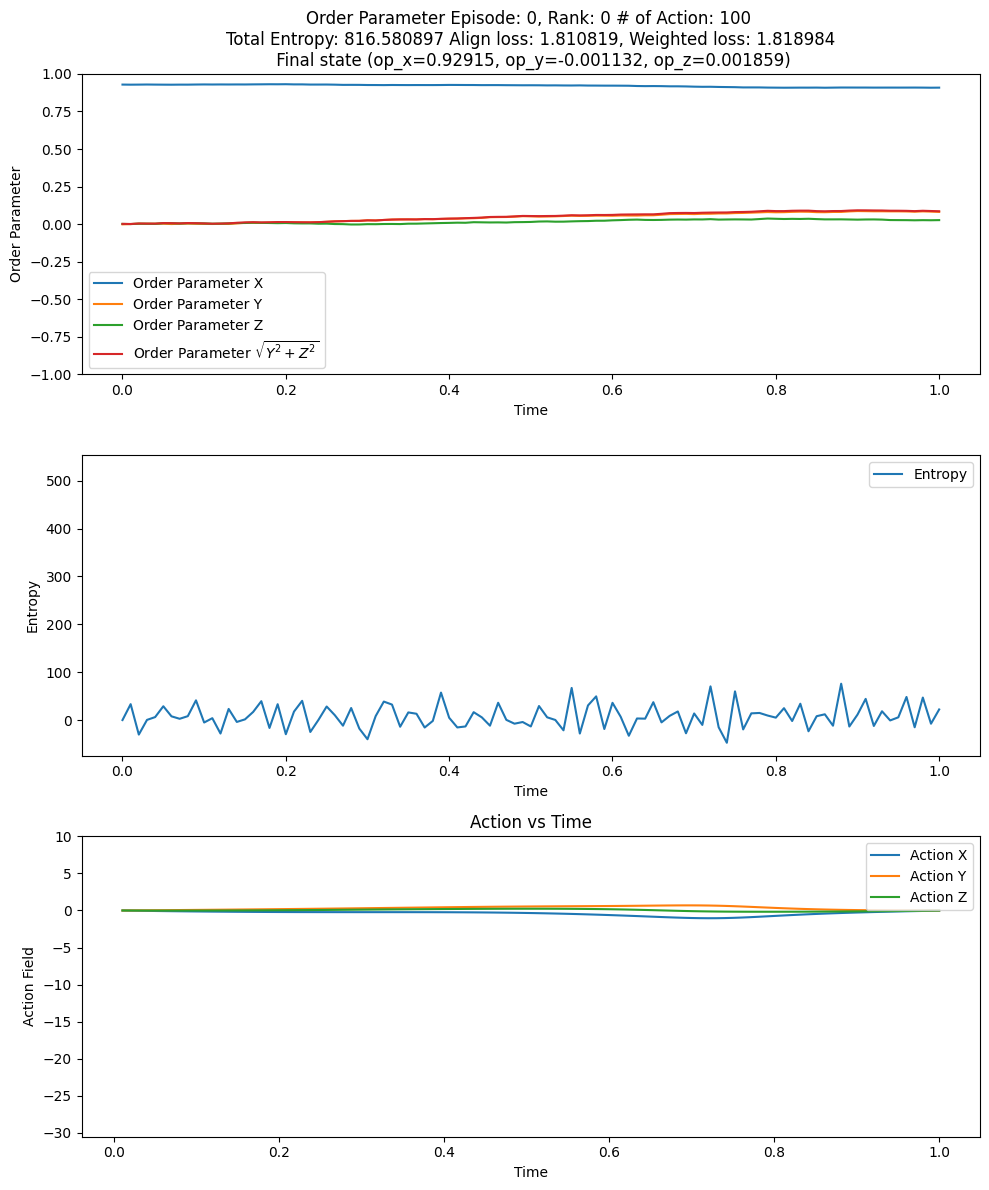 Order Parameter Episode: 0, Rank: 0 # of Action: 100
Total Entropy: 816.580897 Align loss: 1.810819, Weighted loss: 1.818984
Final state (op_x=0.92915, op_y=-0.001132, op_z=0.001859)
1.00
0.75
0.50
0.25
0.00
−0.25
−0.50
−0.75
−1.00
Order Parameter
Order Parameter X
Order Parameter Y
Order Parameter Z
Order Parameter √Y² + Z²
0.0 0.2 0.4 0.6 0.8 1.0
Time
500
400
300
200
100
0
Entropy
Entropy
0.0 0.2 0.4 0.6 0.8 1.0
Time
Action vs Time
10
5
0
−5
−10
−15
−20
−25
−30
Action Field
Action X
Action Y
Action Z
0.0 0.2 0.4 0.6 0.8 1.0
Time